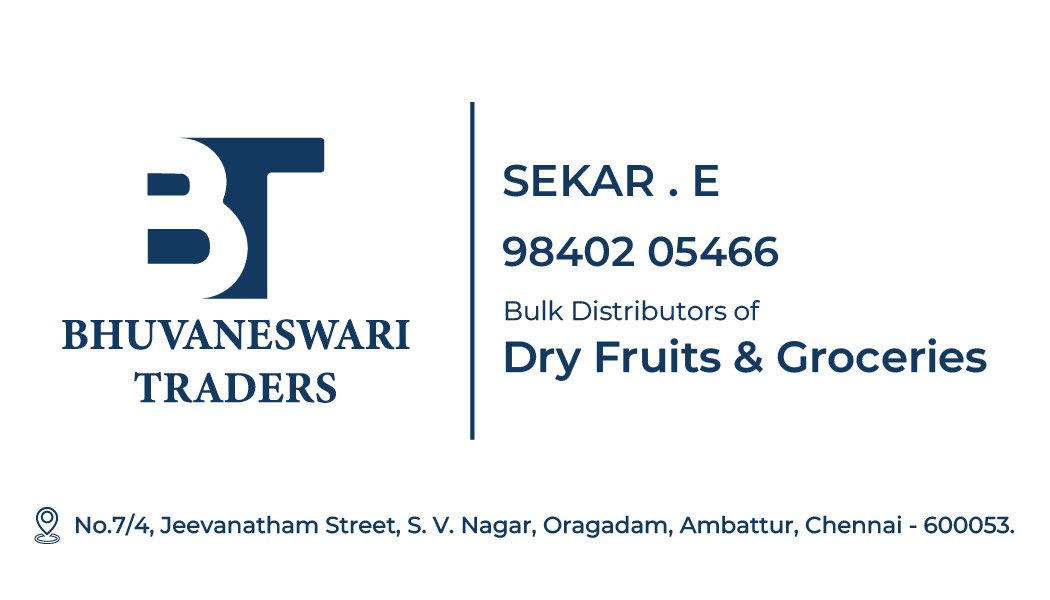 BT
BHUVANESWARI
TRADERS
SEKAR . E
98402 05466
Bulk Distributors of
Dry Fruits & Groceries
No.7/4, Jeevanatham Street, S. V. Nagar, Oragadam, Ambattur, Chennai - 600053.